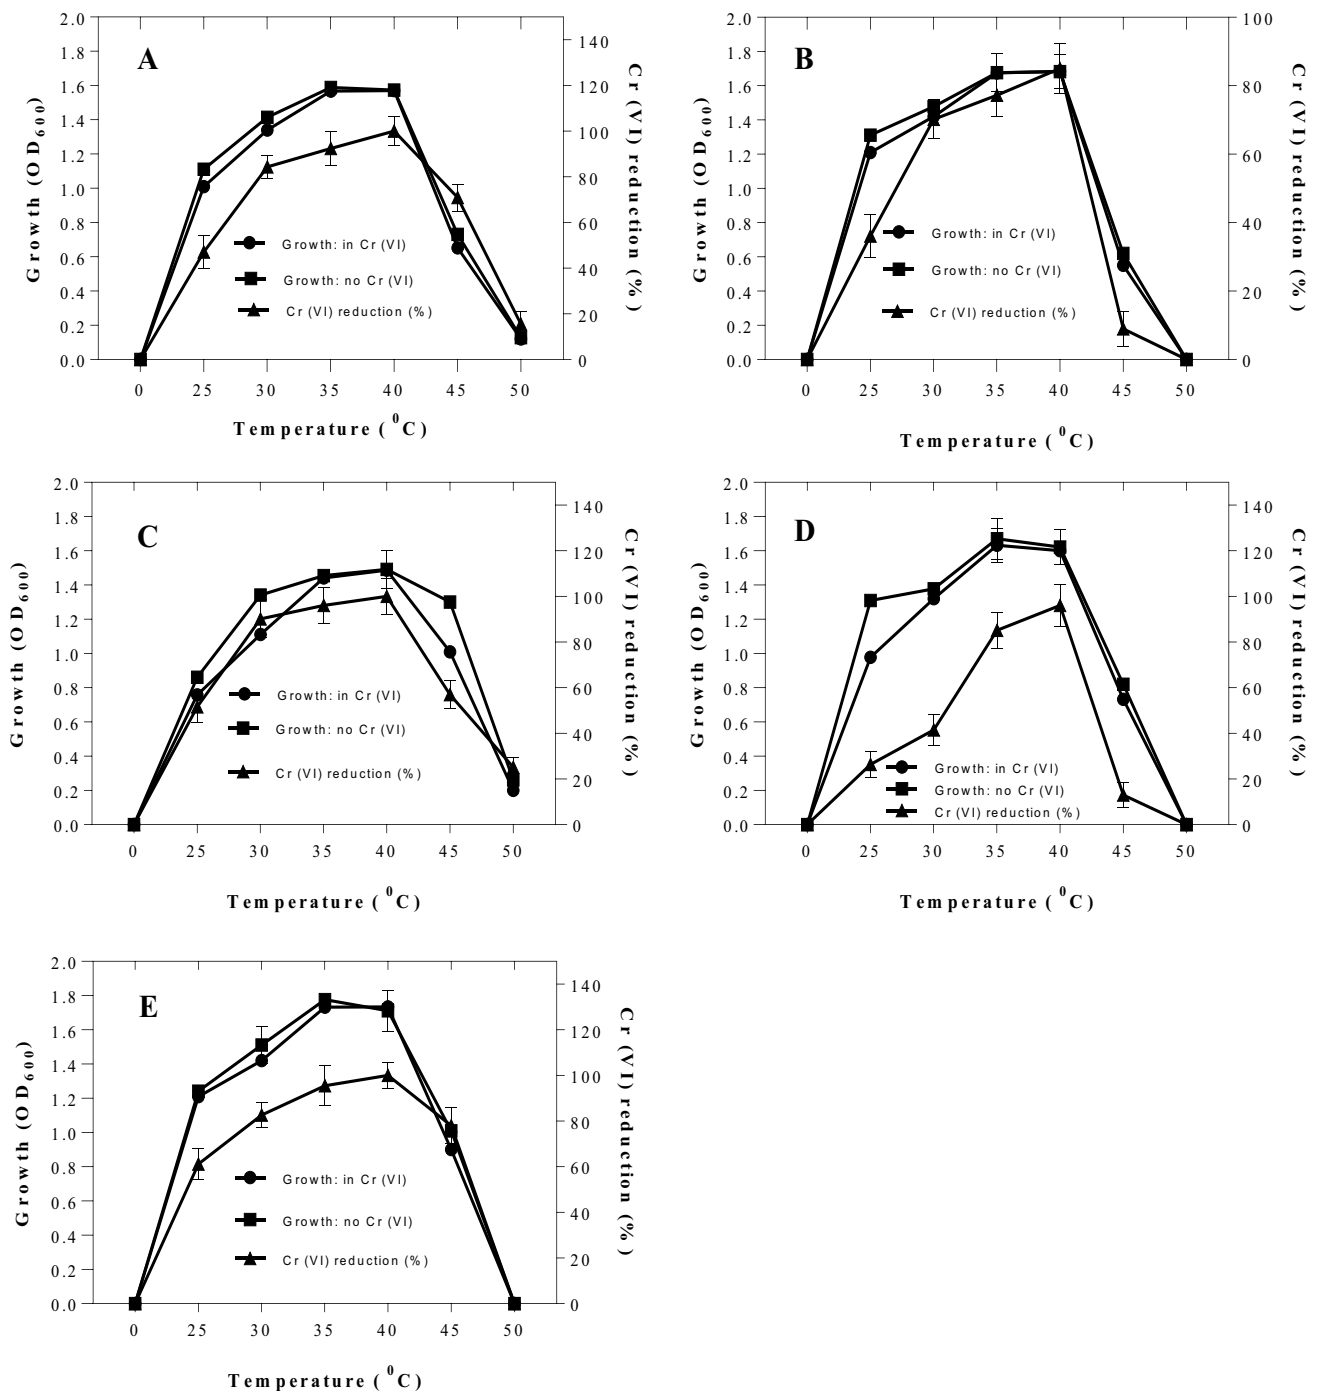 A
Growth (OD600)
2.0
1.8
1.6
1.4
1.2
1.0
0.8
0.6
0.4
0.2
0.0
Growth: in Cr (VI)
Growth: no Cr (VI)
Cr (VI) reduction (%)
140
120
100
80
60
40
20
0
Cr (VI) reduction (%)
0 25 30 35 40 45 50
Temperature (0C)
B
Growth (OD600)
2.0
1.8
1.6
1.4
1.2
1.0
0.8
0.6
0.4
0.2
0.0
Growth: in Cr (VI)
Growth: no Cr (VI)
Cr (VI) reduction (%)
100
80
60
40
20
0
Cr (VI) reduction (%)
0 25 30 35 40 45 50
Temperature (0C)
C
Growth (OD600)
2.0
1.8
1.6
1.4
1.2
1.0
0.8
0.6
0.4
0.2
0.0
Growth: in Cr (VI)
Growth: no Cr (VI)
Cr (VI) reduction (%)
140
120
100
80
60
40
20
0
Cr (VI) reduction (%)
0 25 30 35 40 45 50
Temperature (0C)
D
Growth (OD600)
2.0
1.8
1.6
1.4
1.2
1.0
0.8
0.6
0.4
0.2
0.0
Growth: in Cr (VI)
Growth: no Cr (VI)
Cr (VI) reduction (%)
140
120
100
80
60
40
20
0
Cr (VI) reduction (%)
0 25 30 35 40 45 50
Temperature (0C)
E
Growth (OD600)
2.0
1.8
1.6
1.4
1.2
1.0
0.8
0.6
0.4
0.2
0.0
Growth: in Cr (VI)
Growth: no Cr (VI)
Cr (VI) reduction (%)
140
120
100
80
60
40
20
0
Cr (VI) reduction (%)
0 25 30 35 40 45 50
Temperature (0C)